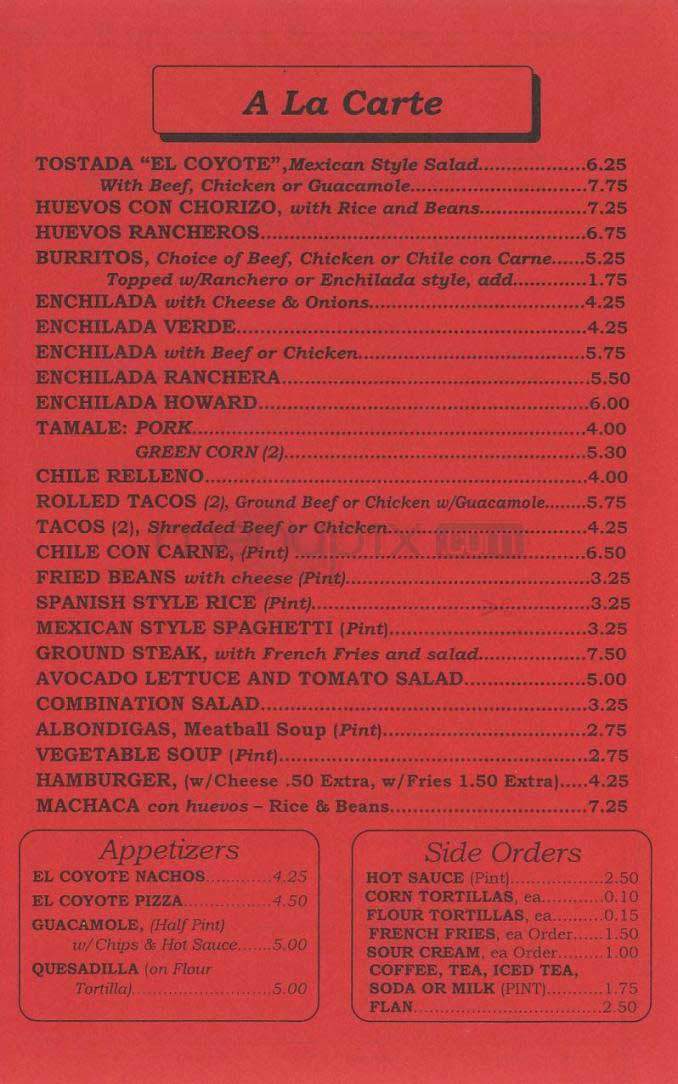 A La Carte
TOSTADA “EL COYOTE”, Mexican Style Salad....................6.25
With Beef, Chicken or Guacamole................................7.75
HUEVOS CON CHORIZO, with Rice and Beans...................7.25
HUEVOS RANCHEROS..........................................................6.75
BURRITOS, Choice of Beef, Chicken or Chile con Carne......5.25
Topped w/Ranchero or Enchilada style, add.............1.75
ENCHILADA with Cheese & Onions.......................................4.25
ENCHILADA VERDE..............................................................4.25
ENCHILADA with Beef or Chicken.........................................5.75
ENCHILADA RANCHERA......................................................5.50
ENCHILADA HOWARD..........................................................6.00
TAMALE: PORK......................................................................4.00
GREEN CORN (2)......................................................5.30
CHILE RELLENO....................................................................4.00
ROLLED TACOS (2), Ground Beef or Chicken w/Guacamole.......5.75
TACOS (2), Shredded Beef or Chicken....................................4.25
CHILE CON CARNE, (Pint).....................................................6.50
FRIED BEANS with cheese (Pint)...........................................3.25
SPANISH STYLE RICE (Pint).................................................3.25
MEXICAN STYLE SPAGHETTI (Pint)....................................3.25
GROUND STEAK, with French Fries and salad....................7.50
AVOCADO LETTUCE AND TOMATO SALAD.......................5.00
COMBINATION SALAD..........................................................3.25
ALBONDIGAS, Meatball Soup (Pint).....................................2.75
VEGETABLE SOUP (Pint).......................................................2.75
HAMBURGER, (w/Cheese .50 Extra, w/Fries 1.50 Extra).....4.25
MACHACA con huevos – Rice & Beans...................................7.25
Appetizers
EL COYOTE NACHOS.............4.25
EL COYOTE PIZZA................4.50
GUACAMOLE, (Half Pint)
w/Chips & Hot Sauce.......5.00
QUESADILLA (on Flour
Tortilla)..........................5.00
Side Orders
HOT SAUCE (Pint)..................2.50
CORN TORTILLAS, ea...........0.10
FLOUR TORTILLAS, ea..........0.15
FRENCH FRIES, ea Order......1.50
SOUR CREAM, ea Order.........1.00
COFFEE, TEA, ICED TEA,
SODA OR MILK (PINT)...........1.75
FLAN....................................2.50